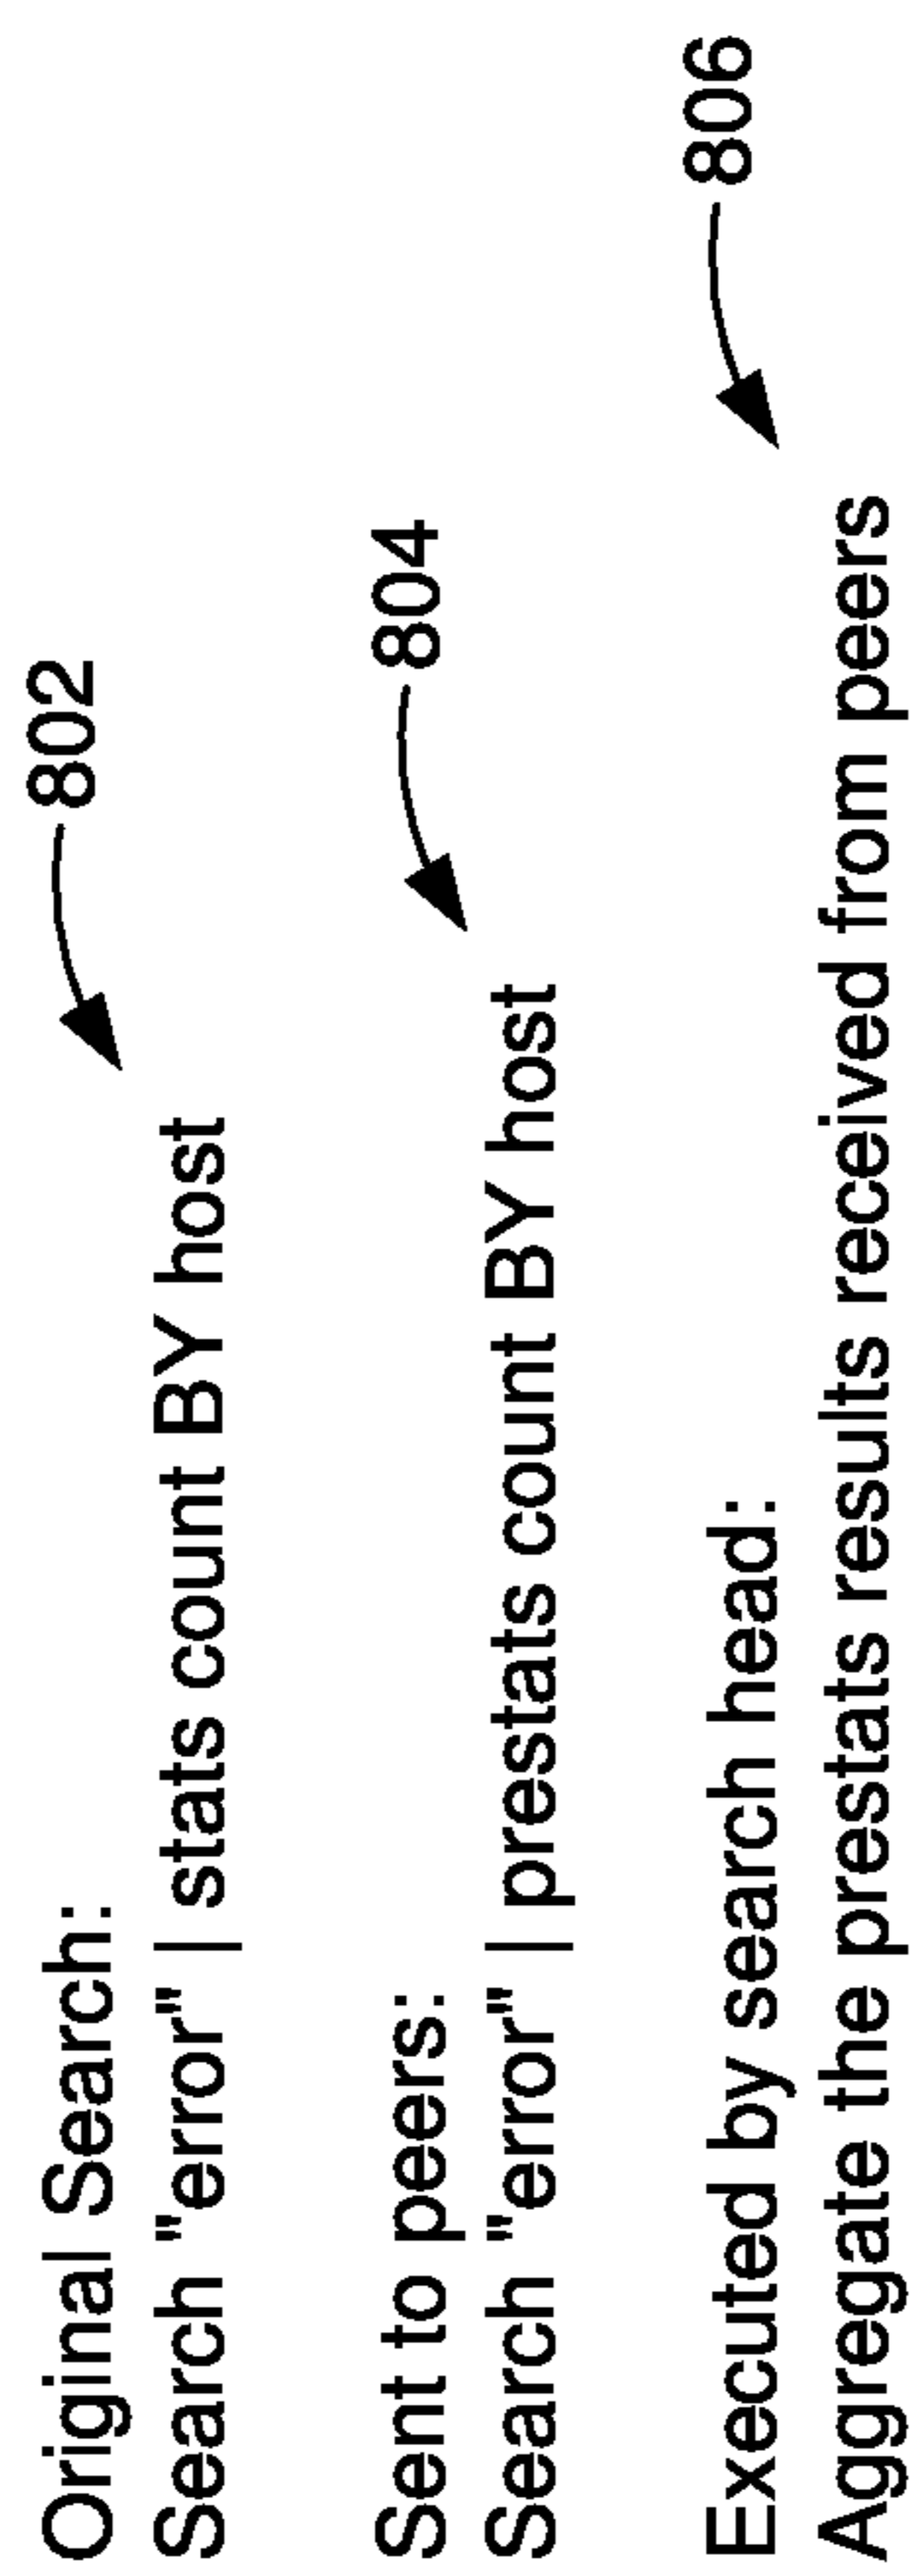 Original Search: 802
Search "error" | stats count BY host
Sent to peers: 804
Search "error" | prestats count BY host
Executed by search head: 806
Aggregate the prestats results received from peers